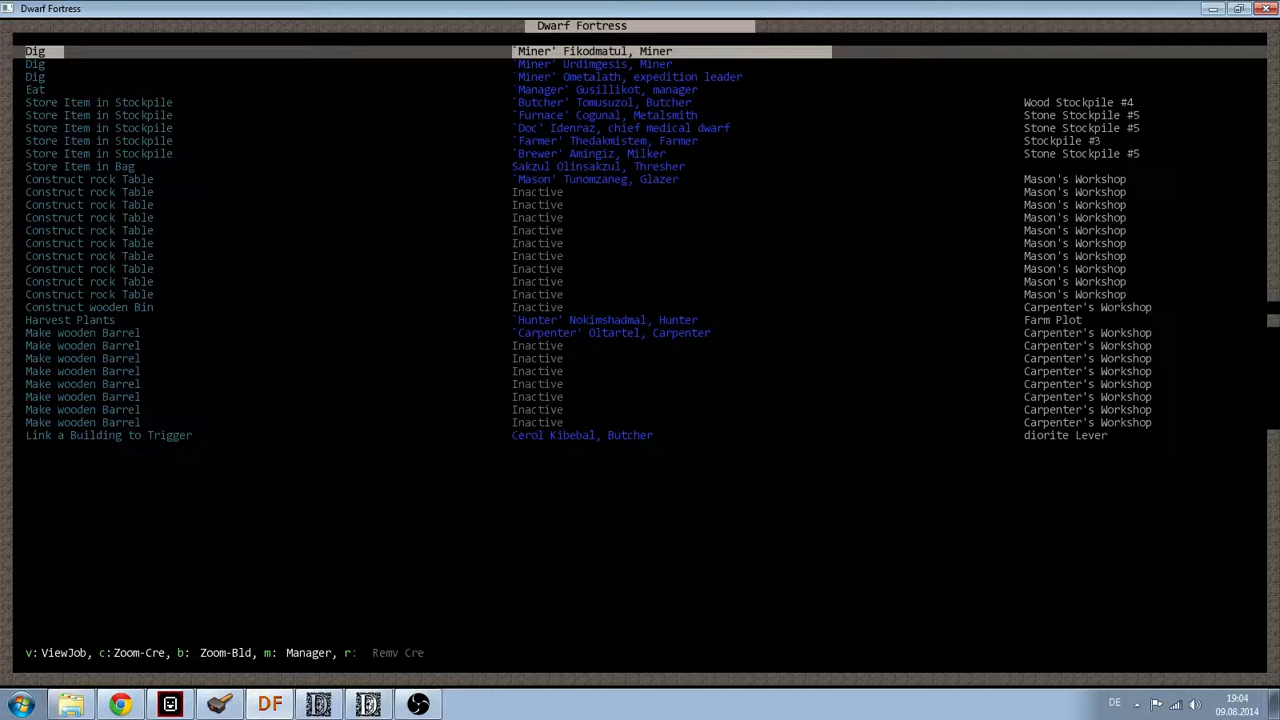 Dwarf Fortress
Dwarf Fortress
Dig `Miner' Fikodmatul, Miner
Dig `Miner' Urdimgesis, Miner
Dig `Miner' Ometalath, expedition leader
Eat `Manager' Gusillikot, manager
Store Item in Stockpile `Butcher' Tomusuzol, Butcher Wood Stockpile #4
Store Item in Stockpile `Furnace' Cogunal, Metalsmith Stone Stockpile #5
Store Item in Stockpile `Doc' Idenraz, chief medical dwarf Stone Stockpile #5
Store Item in Stockpile `Farmer' Thedakmistem, Farmer Stockpile #3
Store Item in Stockpile `Brewer' Amingiz, Milker Stone Stockpile #5
Store Item in Bag Sakzul Olinsakzul, Thresher
Construct rock Table `Mason' Tunomzaneg, Glazer Mason's Workshop
Construct rock Table Inactive Mason's Workshop
Construct rock Table Inactive Mason's Workshop
Construct rock Table Inactive Mason's Workshop
Construct rock Table Inactive Mason's Workshop
Construct rock Table Inactive Mason's Workshop
Construct rock Table Inactive Mason's Workshop
Construct rock Table Inactive Mason's Workshop
Construct rock Table Inactive Mason's Workshop
Construct rock Table Inactive Mason's Workshop
Construct wooden Bin Inactive Carpenter's Workshop
Harvest Plants `Hunter' Nokimshadmal, Hunter Farm Plot
Make wooden Barrel `Carpenter' Oltartel, Carpenter Carpenter's Workshop
Make wooden Barrel Inactive Carpenter's Workshop
Make wooden Barrel Inactive Carpenter's Workshop
Make wooden Barrel Inactive Carpenter's Workshop
Make wooden Barrel Inactive Carpenter's Workshop
Make wooden Barrel Inactive Carpenter's Workshop
Make wooden Barrel Inactive Carpenter's Workshop
Make wooden Barrel Inactive Carpenter's Workshop
Link a Building to Trigger Cerol Kibebal, Butcher diorite Lever
v: ViewJob, c: Zoom-Cre, b: Zoom-Bld, m: Manager, r: Remv Cre
DF
DE
19:04
09.08.2014